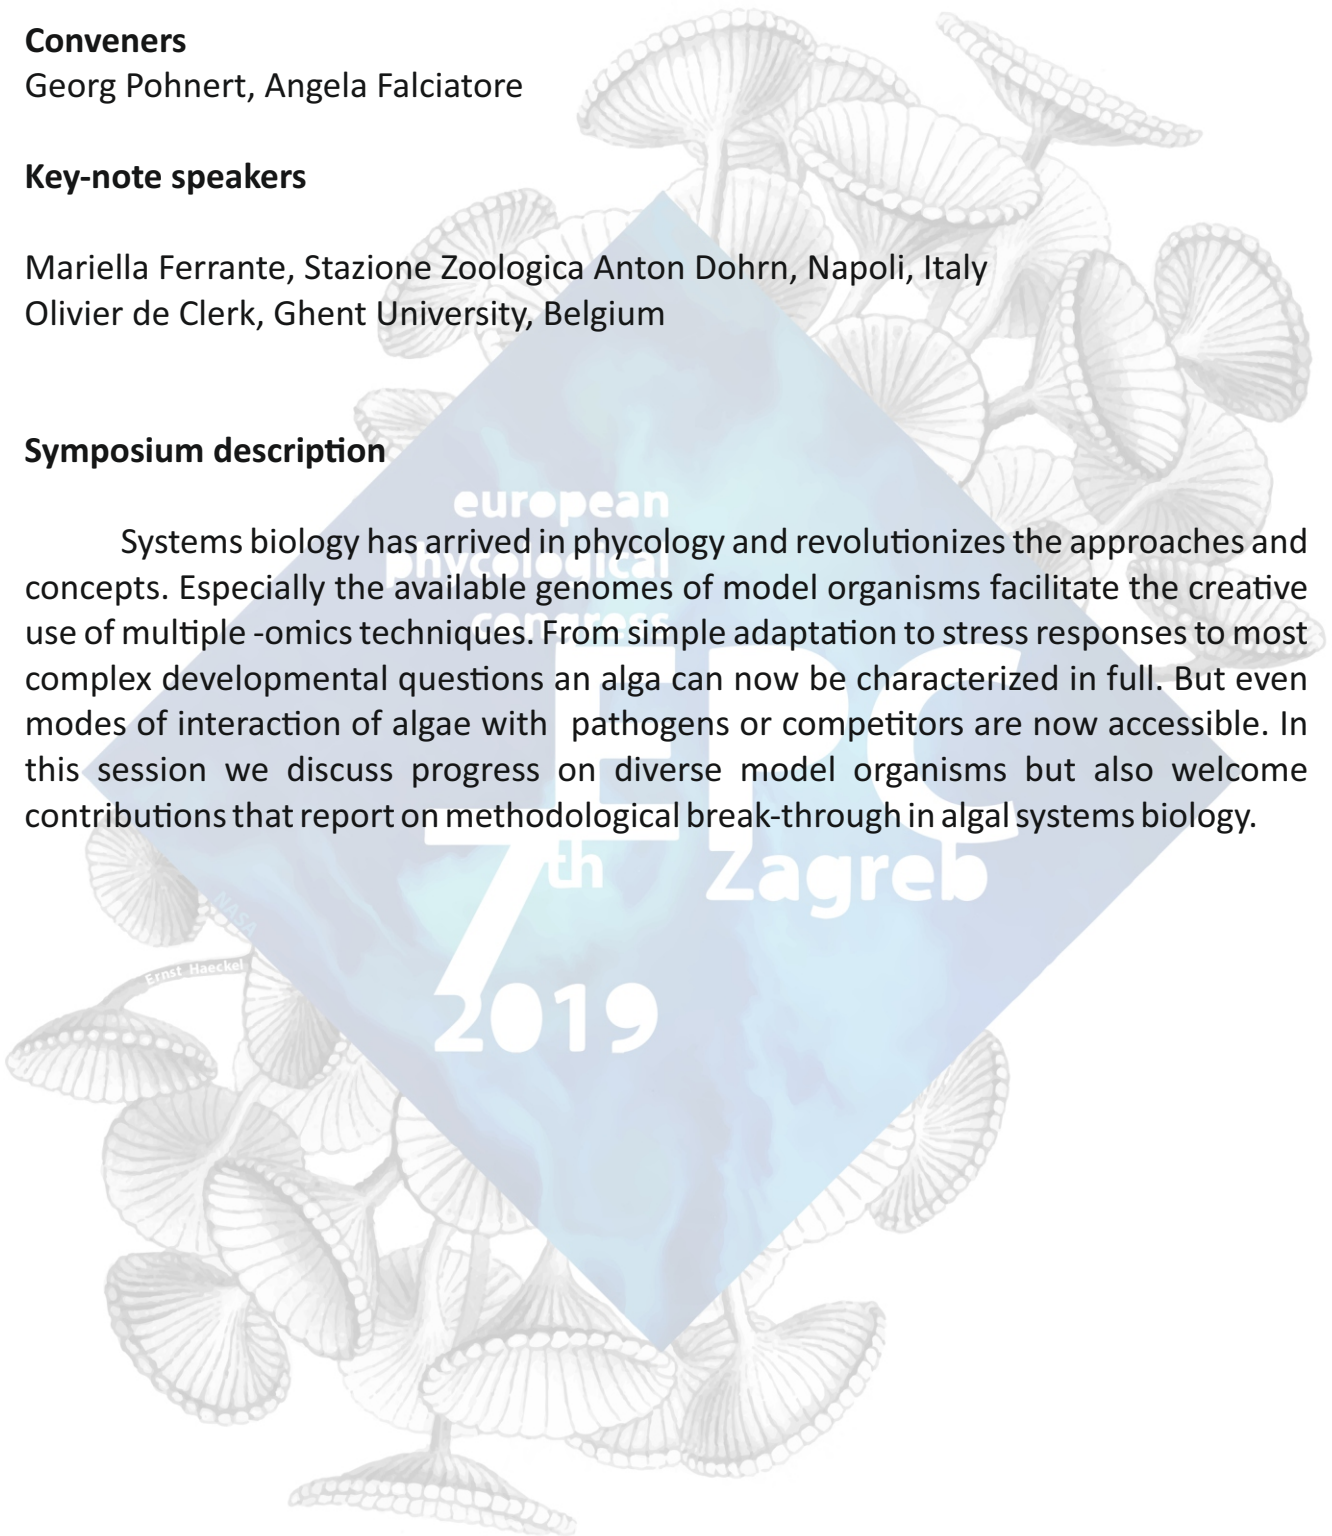 Conveners
Georg Pohnert, Angela Falciatore
Key-note speakers
Mariella Ferrante, Stazione Zoologica Anton Dohrn, Napoli, Italy
Olivier de Clerk, Ghent University, Belgium
Symposium description
european
Systems biology has arrived in phycology and revolutionizes the approaches and
phycological
concepts. Especially the available genomes of model organisms facilitate the creative
congress
use of multiple -omics techniques. From simple adaptation to stress responses to most
complex developmental questions an alga can now be characterized in full. But even
EPC
modes of interaction of algae with pathogens or competitors are now accessible. In
this session we discuss progress on diverse model organisms but also welcome
contributions that report on methodological break-through in algal systems biology.
7th Zagreb
NASA
Ernst Haeckel
2019